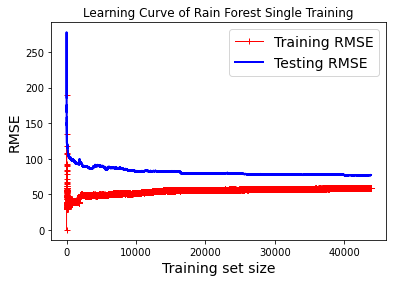 Learning Curve of Rain Forest Single Training
Training RMSE
Testing RMSE
RMSE
250
200
150
100
50
0
0 10000 20000 30000 40000
Training set size